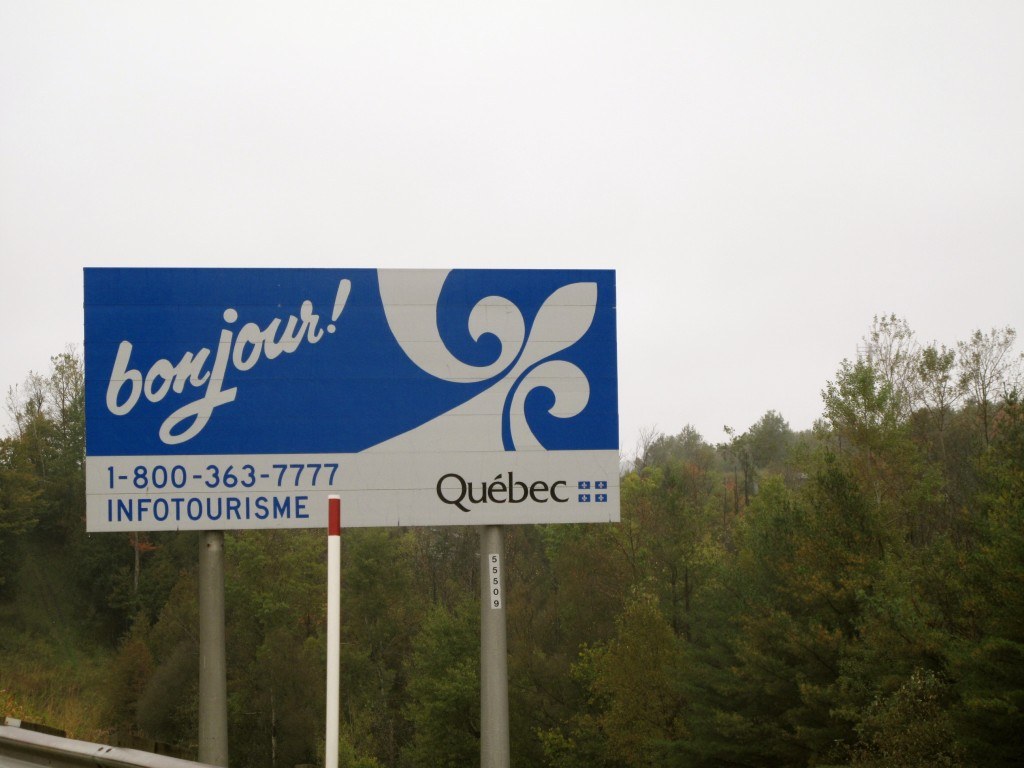 bonjour!
1-800-363-7777
INFOTOURISME
Québec
55509